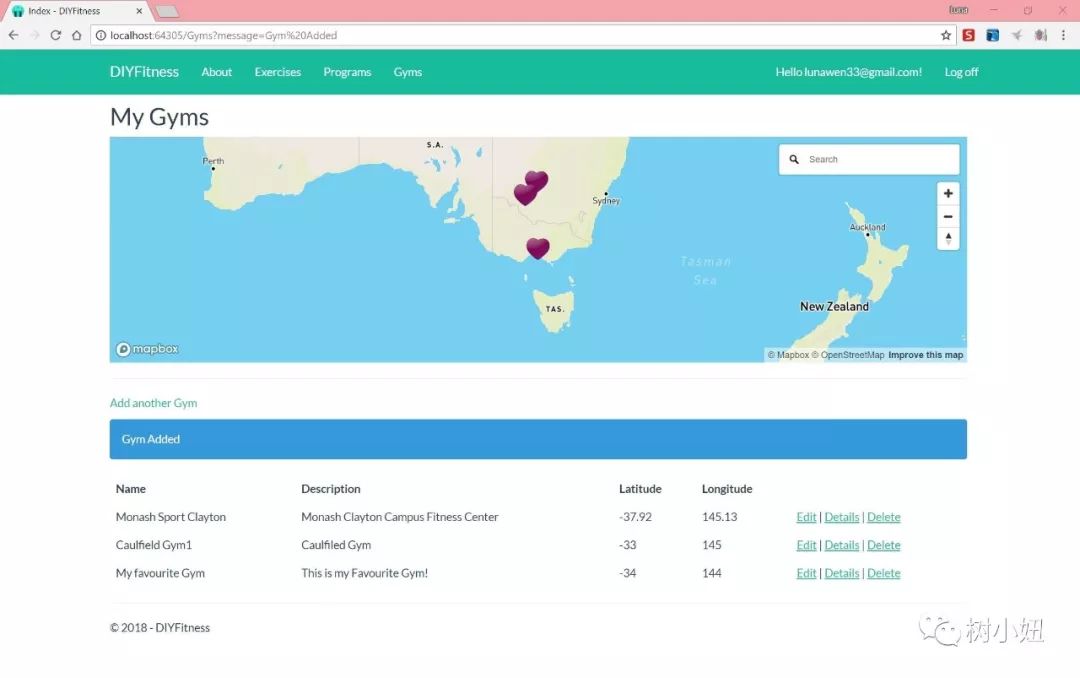 Index - DIYFitness
Luna
localhost:64305/Gyms?message=Gym%20Added
DIYFitness About Exercises Programs Gyms Hello lunawen33@gmail.com! Log off
My Gyms
S.A.
Perth
Search
Sydney
Auckland
Tasman
Sea
New Zealand
TAS.
mapbox
© Mapbox © OpenStreetMap Improve this map
Add another Gym
Gym Added
Name Description Latitude Longitude
Monash Sport Clayton Monash Clayton Campus Fitness Center -37.92 145.13 Edit | Details | Delete
Caulfield Gym1 Caulfiled Gym -33 145 Edit | Details | Delete
My favourite Gym This is my Favourite Gym! -34 144 Edit | Details | Delete
© 2018 - DIYFitness
树小妞